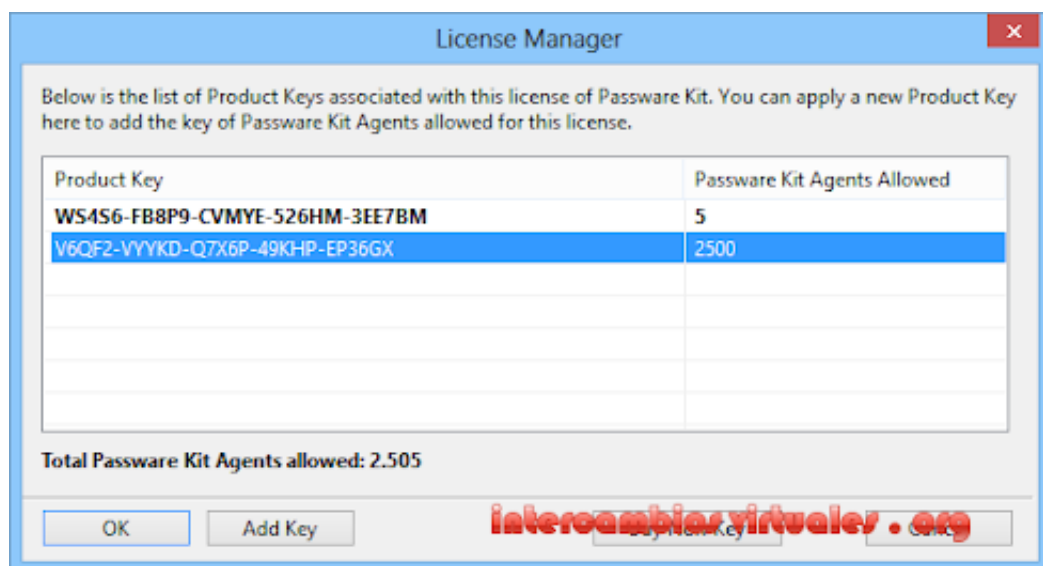 License Manager
Below is the list of Product Keys associated with this license of Passware Kit. You can apply a new Product Key
here to add the key of Passware Kit Agents allowed for this license.
Product Key Passware Kit Agents Allowed
WS4S6-FB8P9-CVMYE-526HM-3EE7BM 5
V6QF2-VYYKD-Q7X6P-49KHP-EP36GX 2500
Total Passware Kit Agents allowed: 2.505
OK Add Key intercambiosvirtuales . org